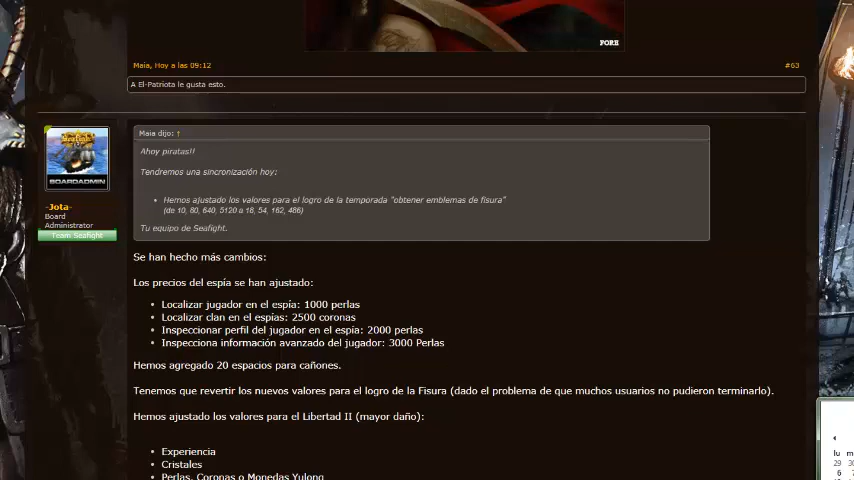 FORE
Maia, Hoy a las 09:12
#63
A El-Patriota le gusta esto.
BOARDADMIN
-Jota-
Board
Administrator
Team Seafight
Maia dijo: ↑
Ahoy piratas!!
Tendremos una sincronización hoy:
• Hemos ajustado los valores para el logro de la temporada "obtener emblemas de fisura"
(de 10, 80, 640, 5120 a 18, 54, 162, 486)
Tu equipo de Seafight.
Se han hecho más cambios:
Los precios del espía se han ajustado:
• Localizar jugador en el espía: 1000 perlas
• Localizar clan en el espías: 2500 coronas
• Inspeccionar perfil del jugador en el espía: 2000 perlas
• Inspecciona información avanzado del jugador: 3000 Perlas
Hemos agregado 20 espacios para cañones.
Tenemos que revertir los nuevos valores para el logro de la Fisura (dado el problema de que muchos usuarios no pudieron terminarlo).
Hemos ajustado los valores para el Libertad II (mayor daño):
• Experiencia
• Cristales
• Perlas, Coronas o Monedas Yulong
lu
29
6